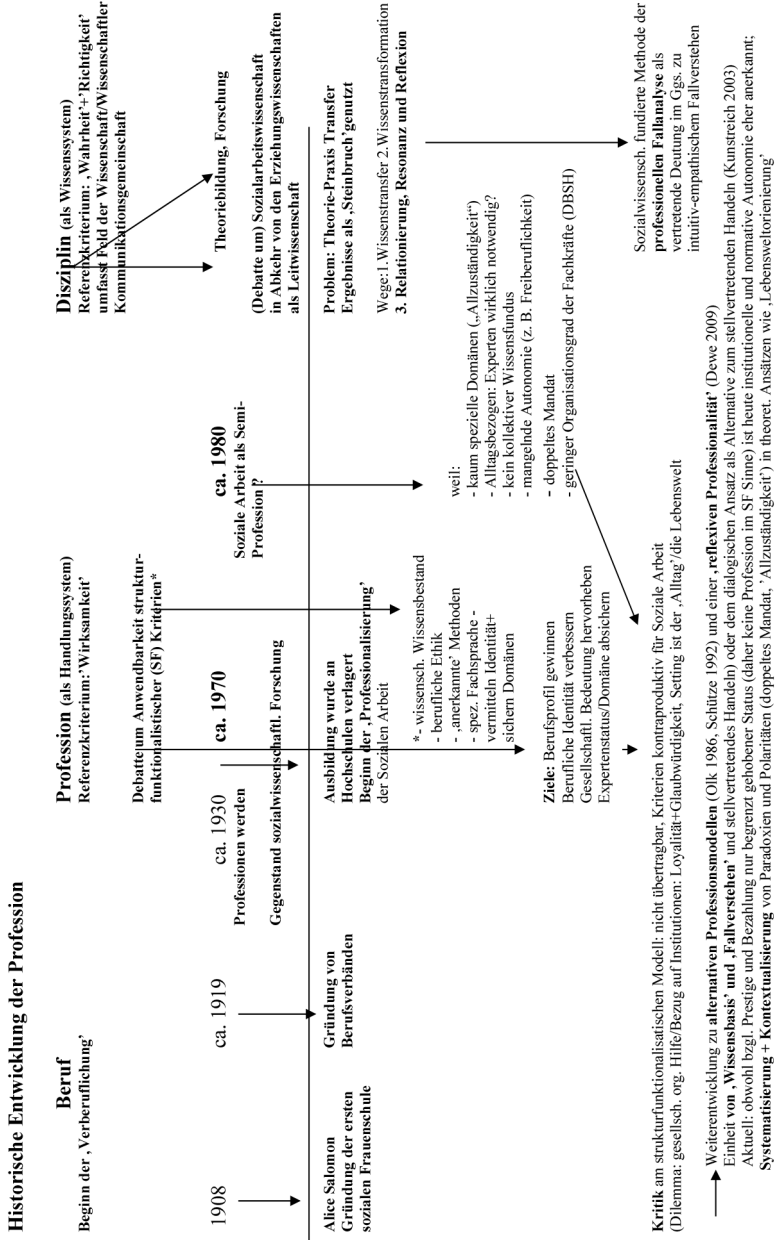 Historische Entwicklung der Profession
Beruf
Beginn der ‚Verberuflichung’
Profession (als Handlungssystem)
Referenzkriterium:’Wirksamkeit’
Disziplin (als Wissenssystem)
Referenzkriterium: ‚Wahrheit’+’Richtigkeit’
umfasst Feld der Wissenschaft/Wissenschaftler
Kommunikationsgemeinschaft
Debatte um Anwendbarkeit struktur-
funktionalistischer (SF) Kriterien*
Theoriebildung, Forschung
1908
ca. 1919
ca. 1930
Professionen werden
Gegenstand sozialwissenschaftl. Forschung
ca. 1970
ca. 1980
Soziale Arbeit als Semi-
Profession ?
(Debatte um) Sozialarbeitswissenschaft
in Abkehr von den Erziehungswissenschaften
als Leitwissenschaft
Alice Salomon
Gründung der ersten
sozialen Frauenschule
Gründung von
Berufsverbänden
Ausbildung wurde an
Hochschulen verlagert
Beginn der ‚Professionalisierung’
der Sozialen Arbeit
Problem: Theorie-Praxis Transfer
Ergebnisse als ‚Steinbruch’genutzt
Wege:1.Wissenstransfer 2.Wissenstransformation
3. Relationierung, Resonanz und Reflexion
*- wissensch. Wissensbestand
- berufliche Ethik
- ‚anerkannte’ Methoden
- spez. Fachsprache -
vermitteln Identität+
sichern Domänen
weil:
- kaum spezielle Domänen („Allzuständigkeit“)
- Alltagsbezogen: Experten wirklich notwendig?
- kein kollektiver Wissensfundus
- mangelnde Autonomie (z. B. Freiberuflichkeit)
- doppeltes Mandat
- geringer Organisationsgrad der Fachkräfte (DBSH)
Ziele: Berufsprofil gewinnen
Berufliche Identität verbessern
Gesellschaftl. Bedeutung hervorheben
Expertenstatus/Domäne absichern
Sozialwissensch. fundierte Methode der
professionellen Fallanalyse als
vertretende Deutung im Ggs. zu
intuitiv-empathischem Fallverstehen
Kritik am strukturfunktionalisatischen Modell: nicht übertragbar, Kriterien kontraproduktiv für Soziale Arbeit
(Dilemma: gesellsch. org. Hilfe/Bezug auf Institutionen: Loyalität+Glaubwürdigkeit, Setting ist der ‚Alltag’/die Lebenswelt
Weiterentwicklung zu alternativen Professionsmodellen (Olk 1986, Schütze 1992) und einer ‚reflexiven Professionalität’ (Dewe 2009)
Einheit von ‚Wissensbasis’ und ‚Fallverstehen’ und stellvertretendes Handeln) oder dem dialogischen Ansatz als Alternative zum stellvertretenden Handeln (Kunstreich 2003)
Aktuell: obwohl bzgl. Prestige und Bezahlung nur begrenzt gehobener Status (daher keine Profession im SF Sinne) ist heute institutionelle und normative Autonomie eher anerkannt;
Systematisierung + Kontextualisierung von Paradoxien und Polaritäten (doppeltes Mandat, ’Allzuständigkeit’) in theoret. Ansätzen wie ‚Lebensweltorienierung’